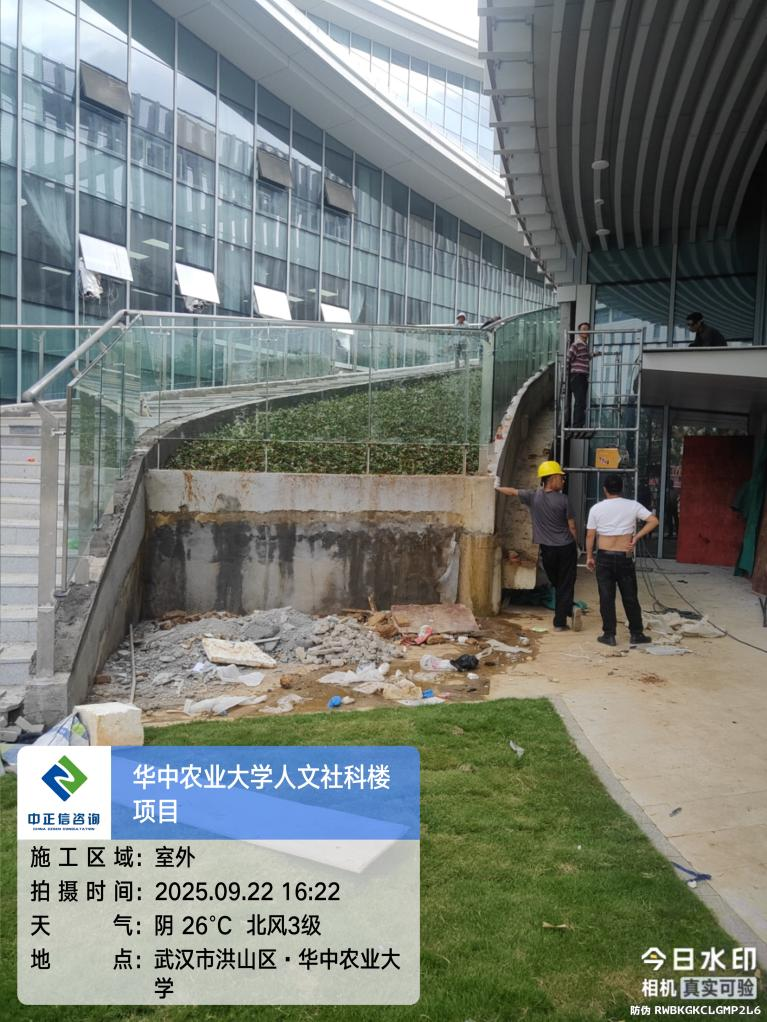 中正信咨询
CHINA ZENXIN CONSULTATION
华中农业大学人文社科楼
项目
施工区域：室外
拍摄时间：2025.09.22 16:22
天气：阴 26℃ 北风3级
地点：武汉市洪山区·华中农业大
学
今日水印
相机 真实可验
防伪 RWBKGKCLGMP2L6